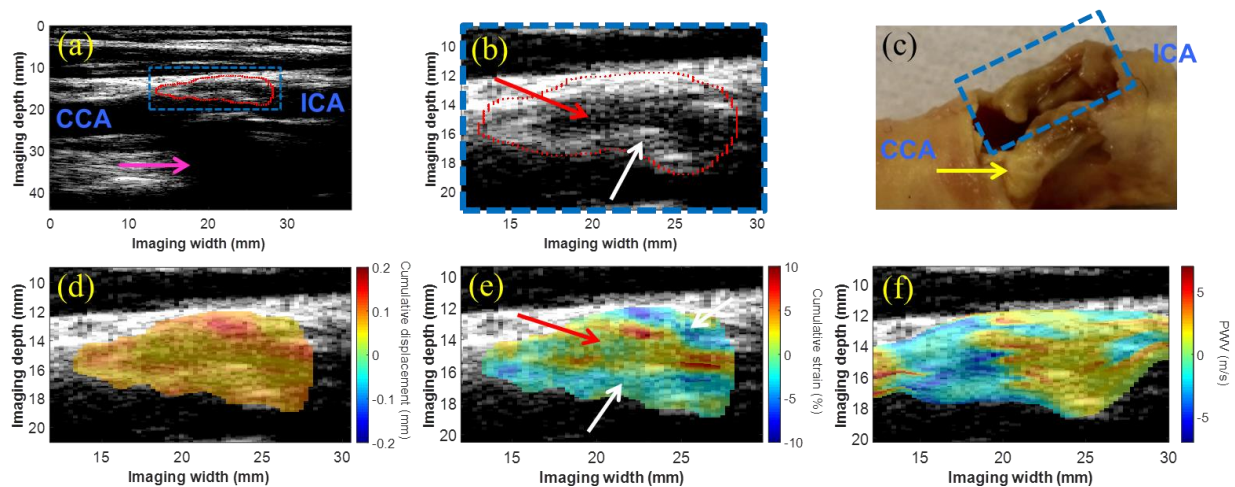 (a)
CCA
ICA
Imaging depth (mm)
0
10
20
30
40
0
10
20
30
Imaging width (mm)
(b)
Imaging depth (mm)
10
12
14
16
18
20
15
20
25
30
Imaging width (mm)
(c)
CCA
ICA
(d)
Imaging depth (mm)
10
12
14
16
18
20
15
20
25
30
Imaging width (mm)
0.2
0.1
0
-0.1
-0.2
Cumulative displacement (mm)
(e)
Imaging depth (mm)
10
12
14
16
18
20
15
20
25
Imaging width (mm)
10
5
0
-5
-10
Cumulative strain (%)
(f)
Imaging depth (mm)
10
12
14
16
18
20
15
20
25
30
Imaging width (mm)
5
0
-5
PWV (m/s)